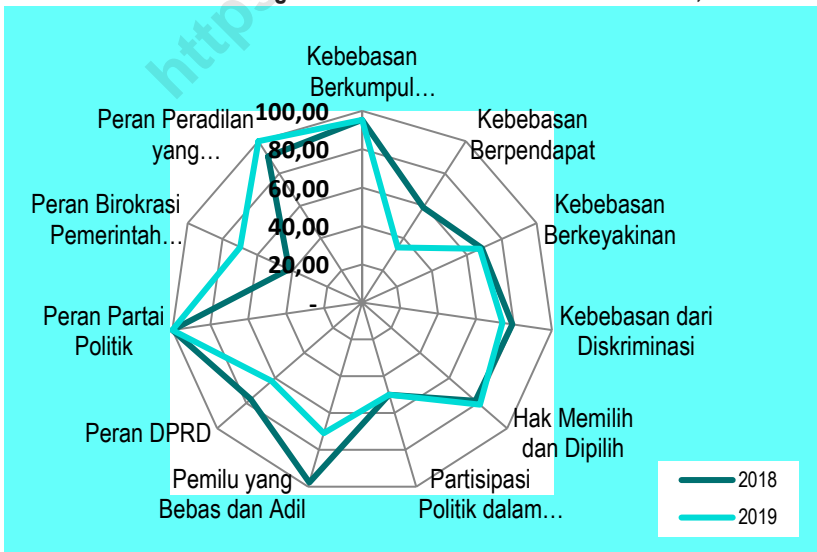 https
Kebebasan
Berkumpul…
Kebebasan
Berpendapat
Kebebasan
Berkeyakinan
Kebebasan dari
Diskriminasi
Hak Memilih
dan Dipilih
Partisipasi
Politik dalam…
Pemilu yang
Bebas dan Adil
Peran DPRD
Peran Partai
Politik
Peran Birokrasi
Pemerintah…
Peran Peradilan
yang…
100,00
80,00
60,00
40,00
20,00
-
2018
2019